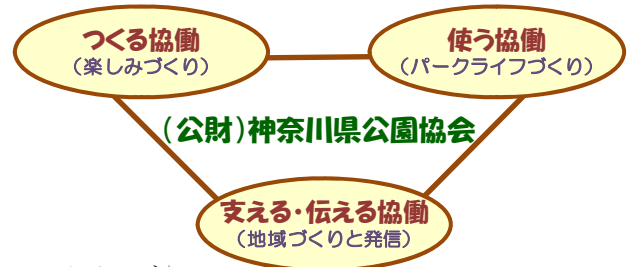 つくる協働
(楽しみづくり)
使う協働
(パークライフづくり)
(公財)神奈川県公園協会
支える・伝える協働
(地域づくりと発信)